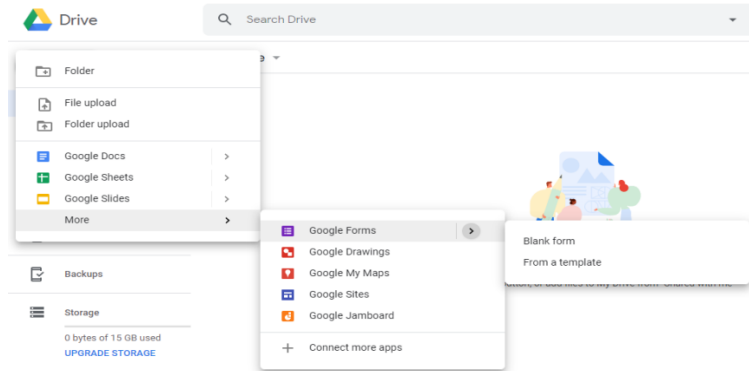 Drive
Search Drive
Folder
File upload
Folder upload
Google Docs
Google Sheets
Google Slides
More
Google Forms
Google Drawings
Google My Maps
Google Sites
Google Jamboard
Connect more apps
Blank form
From a template
Backups
Storage
0 bytes of 15 GB used
UPGRADE STORAGE